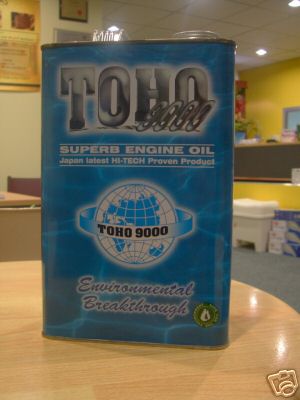 TOHO
9000
SUPERB ENGINE OIL
Japan latest HI-TECH Proven Product
TOHO 9000
Environmental
Breakthrough